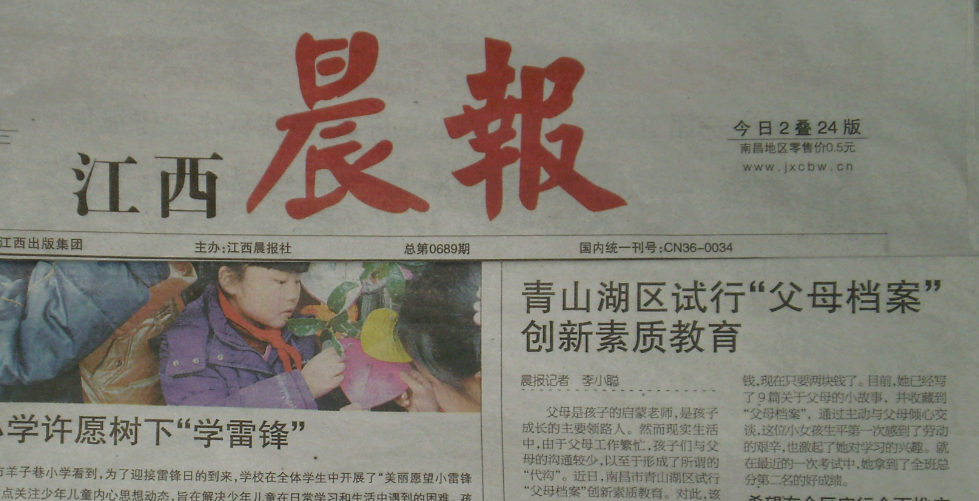 江西 晨報
今日2叠24版
南昌地区零售价0.5元
www.jxcbw.cn
江西出版集团 主办:江西晨报社 总第0689期 国内统一刊号:CN36-0034
学许愿树下“学雷锋”
羊子巷小学看到,为了迎接雷锋日的到来,学校在全体学生中开展了“美丽愿望小雷锋
点关注少年儿童内心思想动态,旨在解决少年儿童在日常学习和生活中遇到的困难。孩
青山湖区试行“父母档案”
创新素质教育
晨报记者 李小聪
父母是孩子的启蒙老师,是孩子
成长的主要领路人。然而现实生活
中,由于父母工作繁忙,孩子们与父
母的沟通较少,以至于形成了所谓的
“代沟”。近日,南昌市青山湖区试行
“父母档案”创新素质教育。对此,该
钱,现在只要两块钱了。目前,她已经写
了9篇关于父母的小故事,并收藏到
“父母档案”,通过主动与父母倾心交
谈,这位小女孩生平第一次感到了劳动
的艰辛,也激起了她对学习的兴趣。就
在最近的一次考试中,她拿到了全班总
分第二名的好成绩。